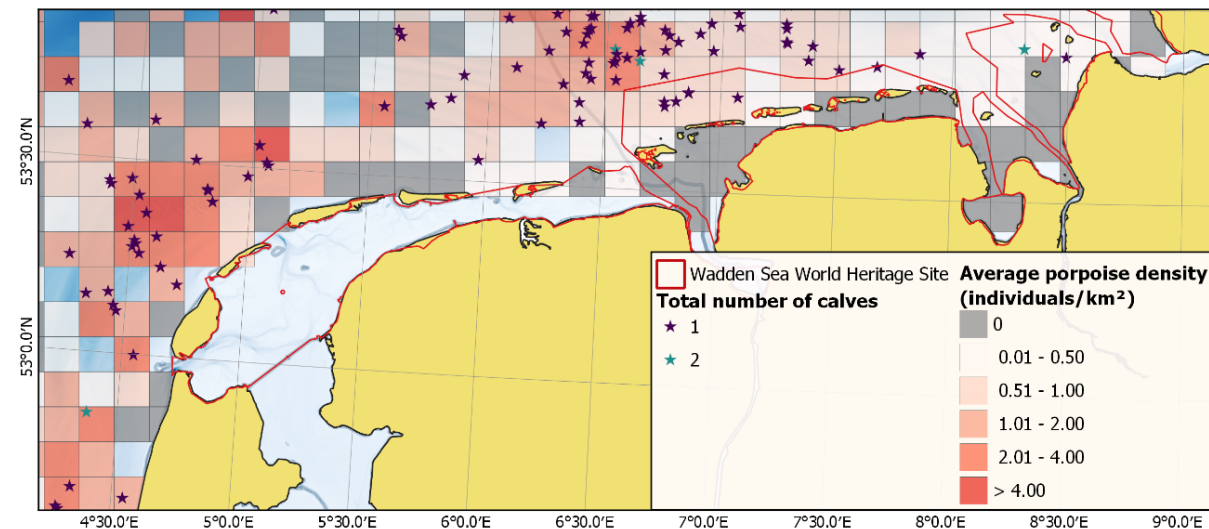 53°30.0'N
53°0.0'N
Wadden Sea World Heritage Site
Total number of calves
1
2
Average porpoise density
(individuals/km²)
0
0.01 - 0.50
0.51 - 1.00
1.01 - 2.00
2.01 - 4.00
> 4.00
4°30.0'E 5°0.0'E 5°30.0'E 6°0.0'E 6°30.0'E 7°0.0'E 7°30.0'E 8°0.0'E 8°30.0'E 9°0.0'E